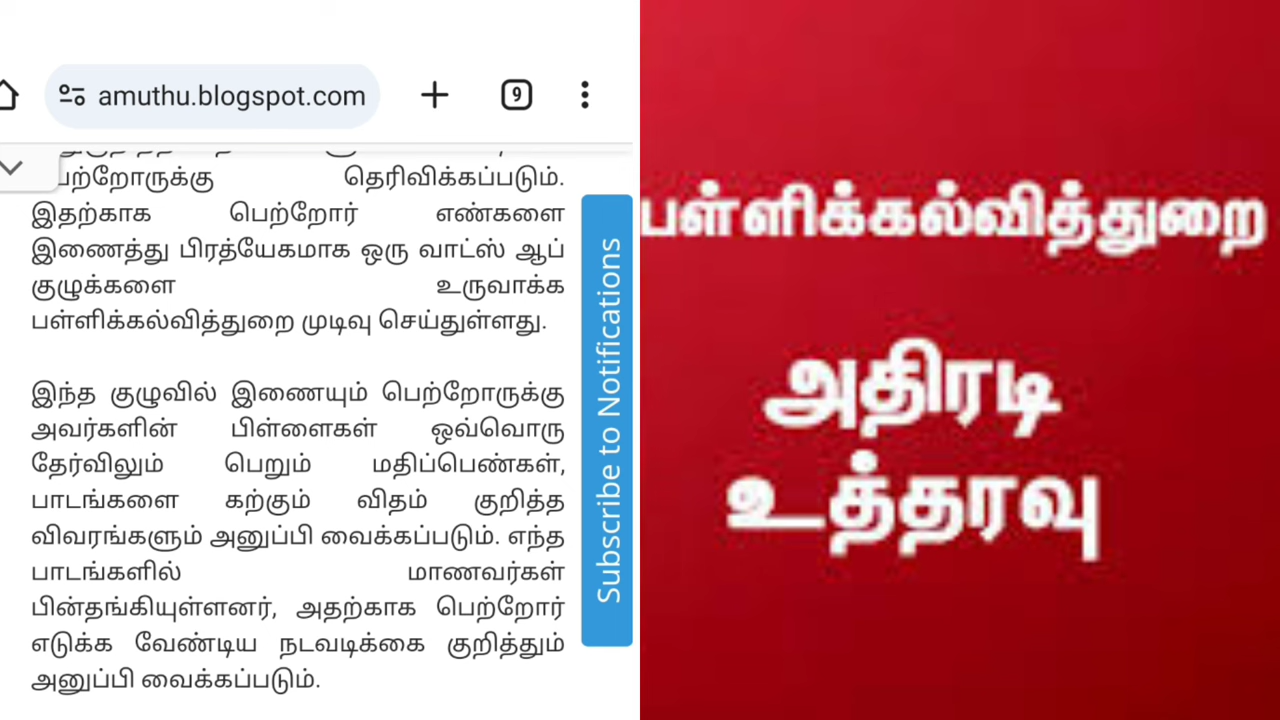 amuthu.blogspot.com
9
தெரிவிக்கப்படும்.
இதற்காக பெற்றோர் எண்களை
இணைத்து பிரத்யேகமாக ஒரு வாட்ஸ் ஆப்
குழுக்களை உருவாக்க
பள்ளிக்கல்வித்துறை முடிவு செய்துள்ளது.
இந்த குழுவில் இணையும் பெற்றோருக்கு
அவர்களின் பிள்ளைகள் ஒவ்வொரு
தேர்விலும் பெறும் மதிப்பெண்கள்,
பாடங்களை கற்கும் விதம் குறித்த
விவரங்களும் அனுப்பி வைக்கப்படும். எந்த
பாடங்களில் மாணவர்கள்
பின்தங்கியுள்ளனர், அதற்காக பெற்றோர்
எடுக்க வேண்டிய நடவடிக்கை குறித்தும்
அனுப்பி வைக்கப்படும்.
Subscribe to Notifications
பள்ளிக்கல்வித்துறை
அதிரடி
உத்தரவு